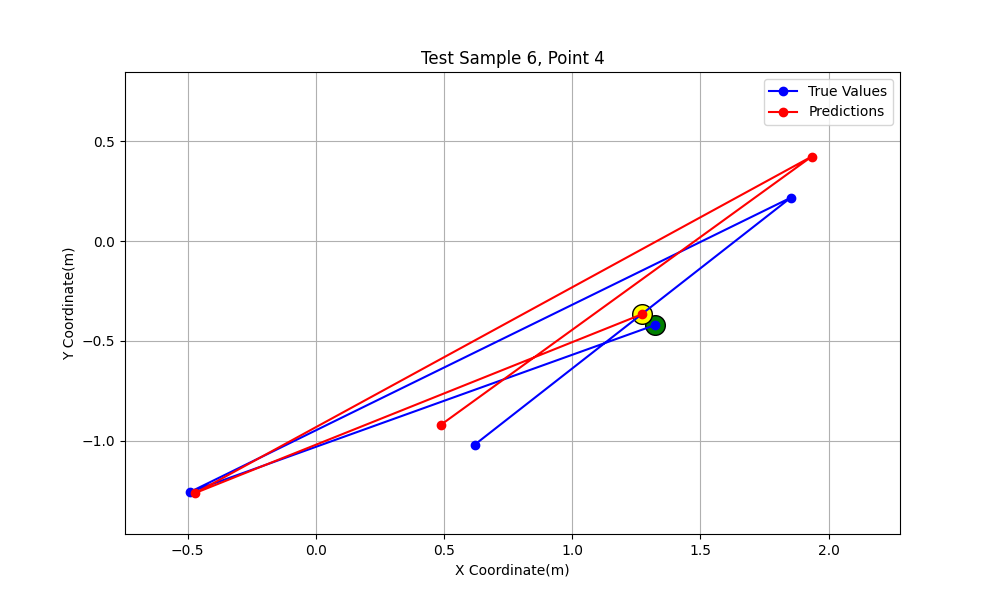 Test Sample 6, Point 4
True Values
Predictions
Y Coordinate(m)
0.5
0.0
−0.5
−1.0
−0.5
0.0
0.5
1.0
1.5
2.0
X Coordinate(m)